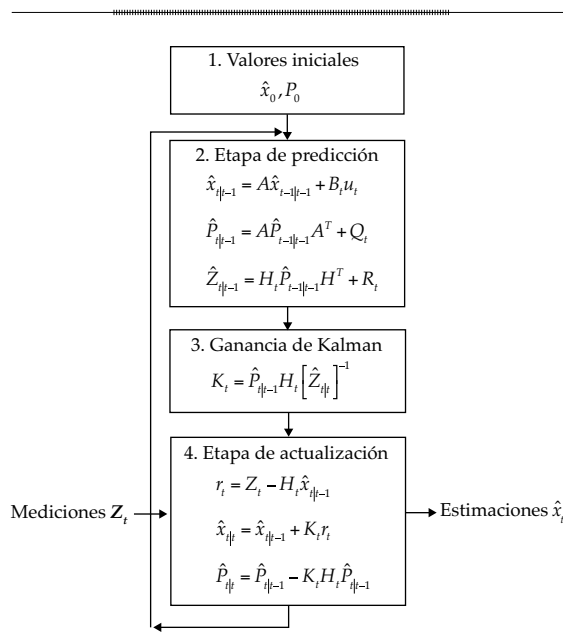 1. Valores iniciales
x̂₀, P₀
2. Etapa de predicción
x̂_{t|t−1} = Ax̂_{t−1|t−1} + B_t u_t
P̂_{t|t−1} = AP̂_{t−1|t−1} A^T + Q_t
Ẑ_{t|t−1} = H_t P̂_{t−1|t−1} H^T + R_t
3. Ganancia de Kalman
K_t = P̂_{t|t−1} H_t [Ẑ_{t|t}]^{−1}
4. Etapa de actualización
r_t = Z_t − H_t x̂_{t|t−1}
Mediciones Z_t
x̂_{t|t} = x̂_{t|t−1} + K_t r_t
Estimaciones x̂_t
P̂_{t|t} = P̂_{t|t−1} − K_t H_t P̂_{t|t−1}